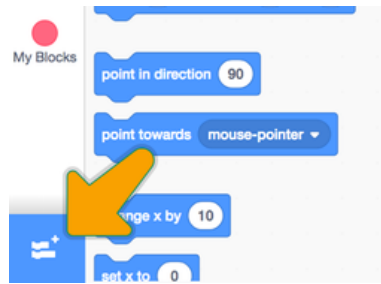 My Blocks
point in direction 90
point towards mouse-pointer
x by 10
set x to 0